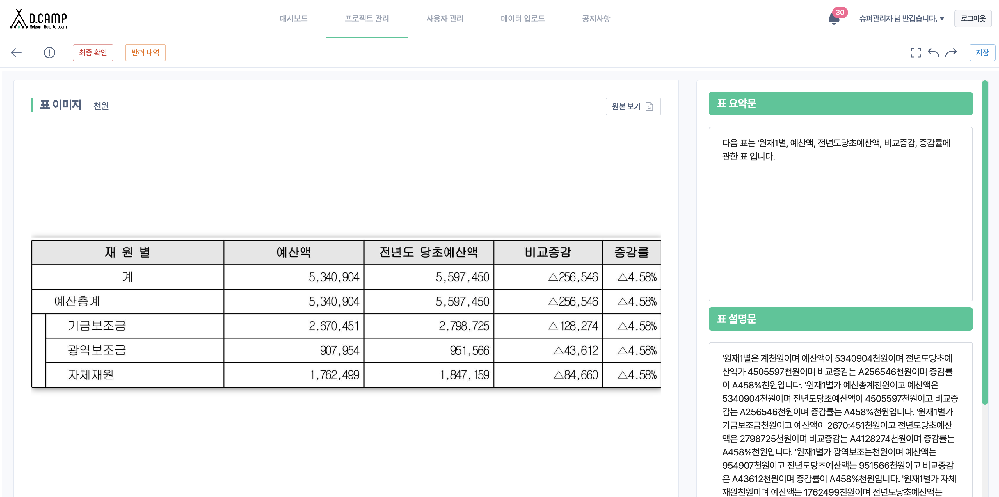 D.CAMP
Relearn How to Learn
대시보드 프로젝트 관리 사용자 관리 데이터 업로드 공지사항
30
슈퍼관리자 님 반갑습니다.
로그아웃
최종 확인 반려 내역
저장
표 이미지 천원
원본 보기
재 원 별 예산액 전년도 당초예산액 비교증감 증감률
계 5,340,904 5,597,450 △256,546 △4.58%
예산총계 5,340,904 5,597,450 △256,546 △4.58%
기금보조금 2,670,451 2,798,725 △128,274 △4.58%
광역보조금 907,954 951,566 △43,612 △4.58%
자체재원 1,762,499 1,847,159 △84,660 △4.58%
표 요약문
다음 표는 '원재1별, 예산액, 전년도당초예산액, 비교증감, 증감률에
관한 표 입니다.
표 설명문
'원재1별은 계천원이며 예산액이 5340904천원이며 전년도당초예
산액가 4505597천원이며 비교증감는 A256546천원이며 증감률
이 A458%천원입니다. '원재1별가 예산총계천원이고 예산액은
5340904천원이며 전년도당초예산액이 4505597천원이고 비교증
감는 A256546천원이며 증감률는 A458%천원입니다. '원재1별가
기금보조금천원이고 예산액이 2670:451천원이고 전년도당초예산
액은 2798725천원이며 비교증감는 A4128274천원이며 증감률는
A458%천원입니다. '원재1별가 광역보조는천원이며 예산액는
954907천원이고 전년도당초예산액는 951566천원이고 비교증감
은 A43612천원이며 증감률이 A458%천원입니다. '원재1별가 자체
재원천원이며 예산액는 1762499천원이며 전년도당초예산액는